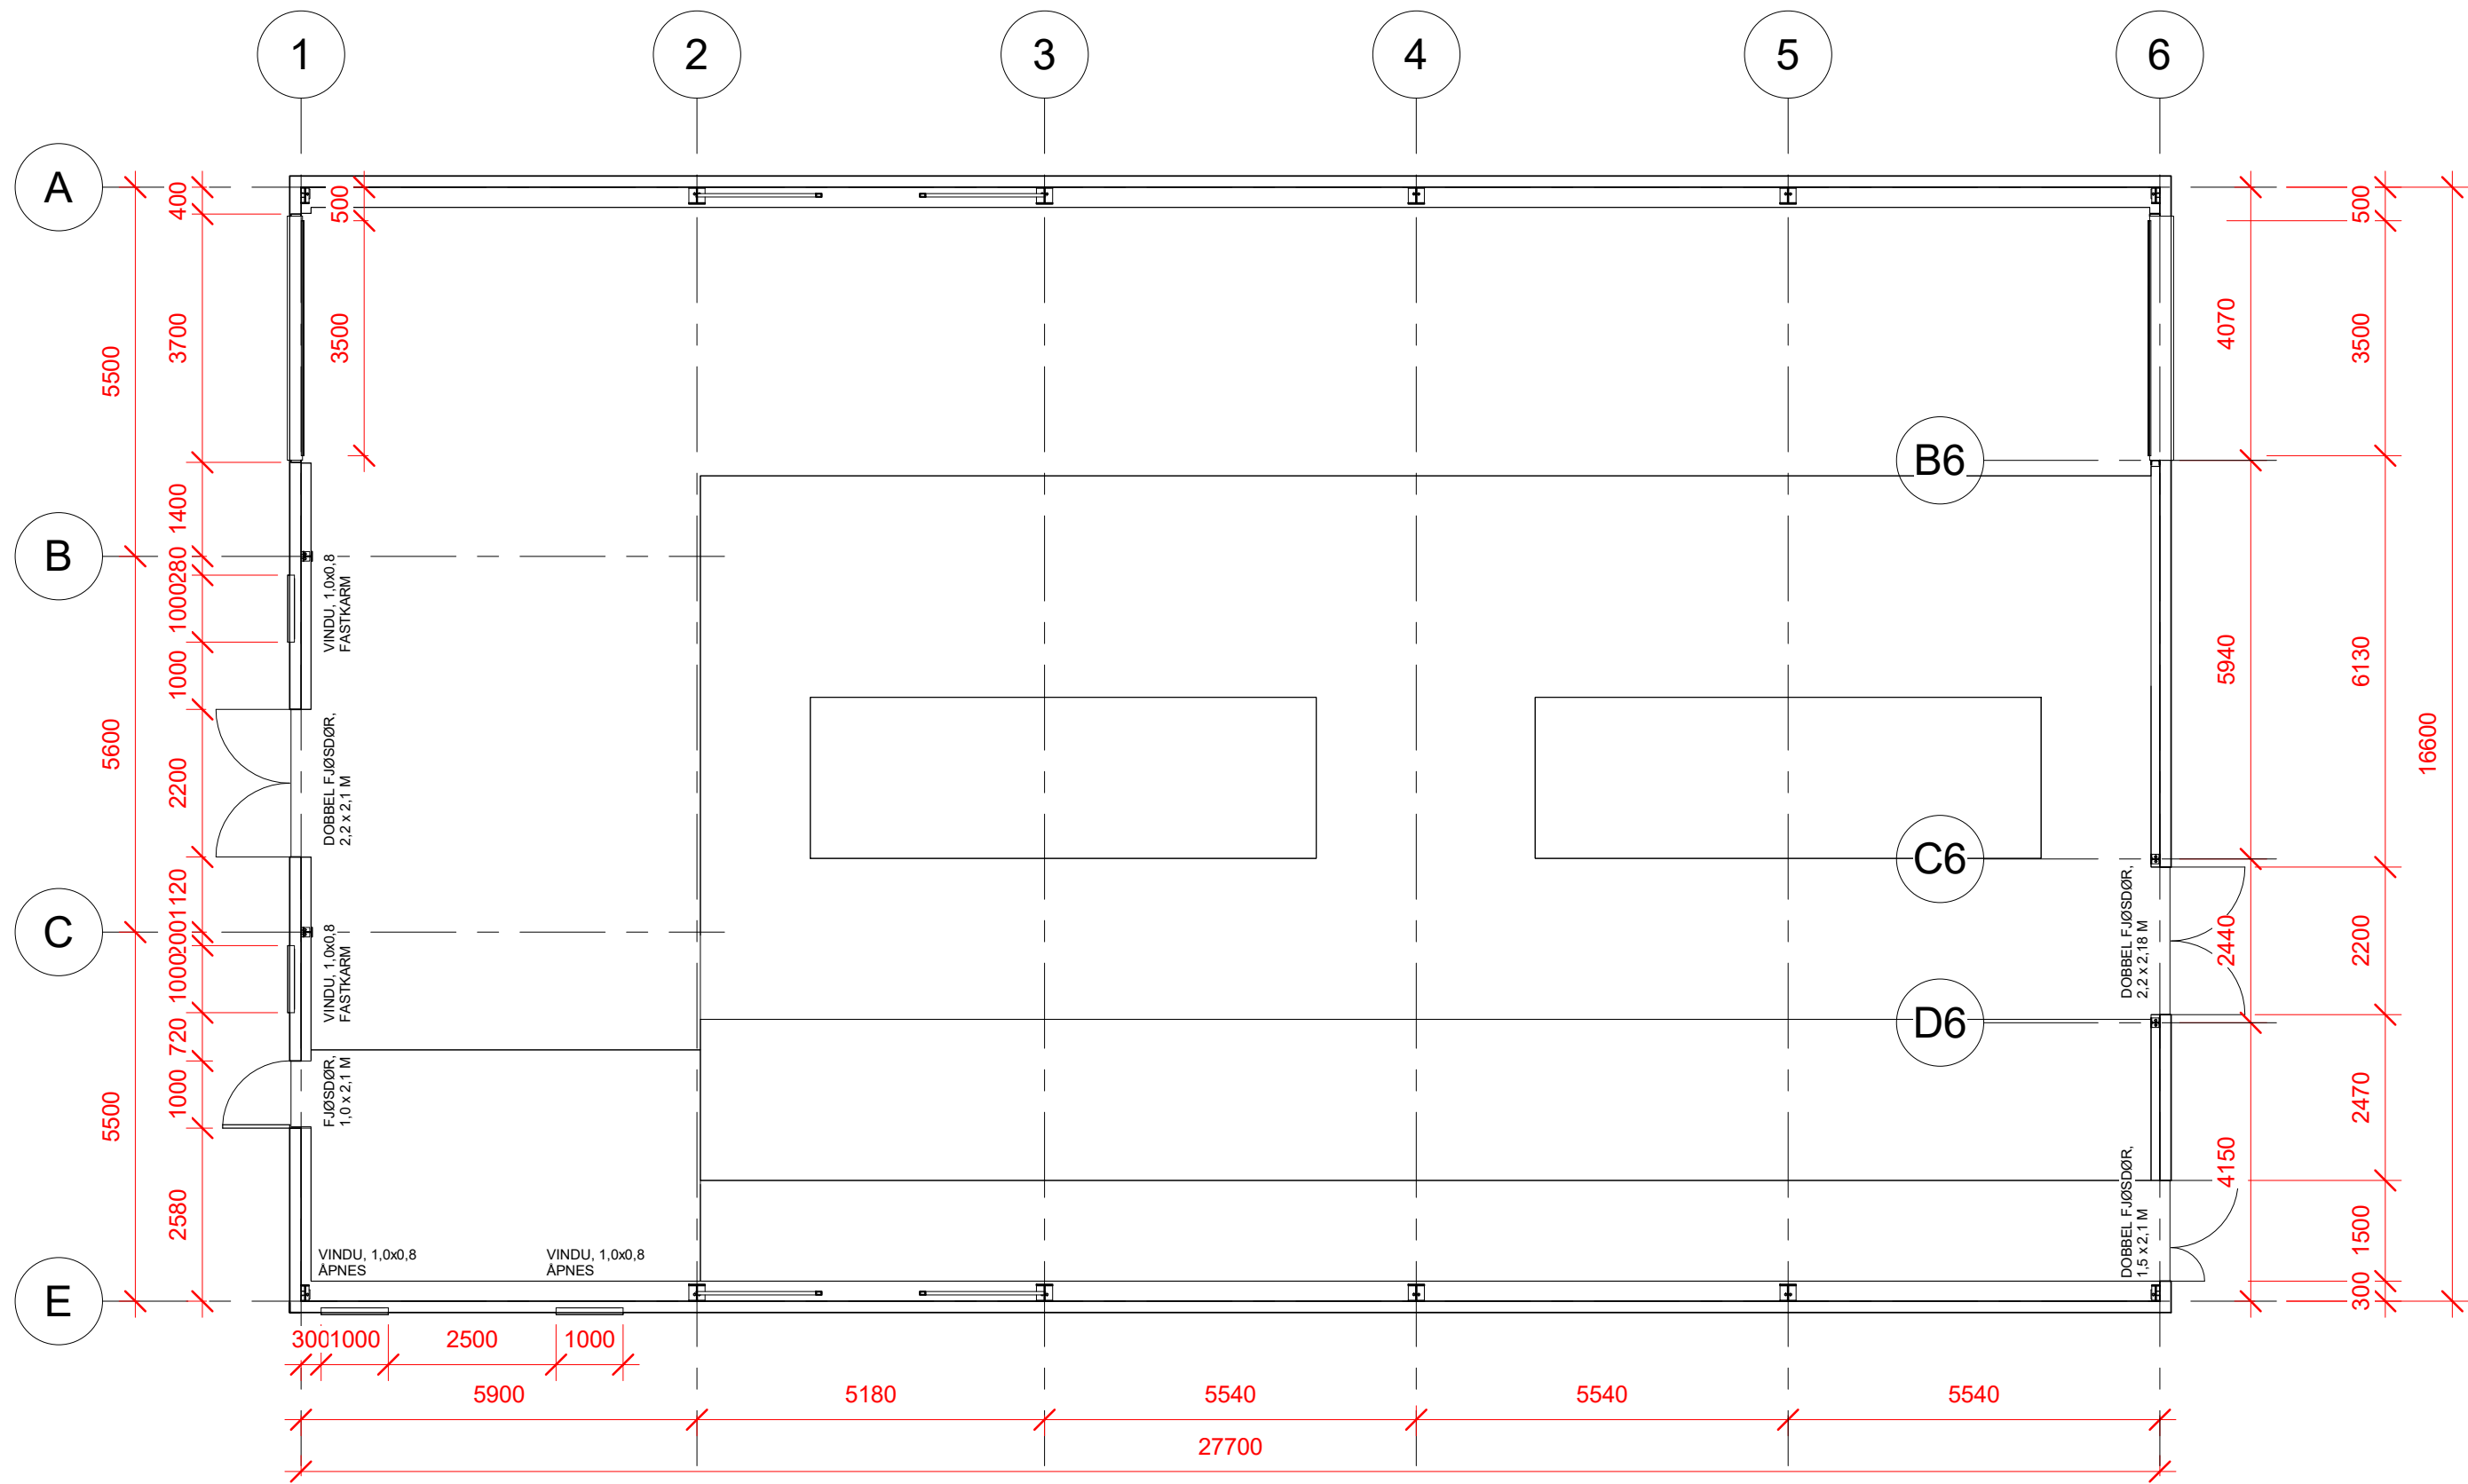 1
2
3
4
5
6
A
B
C
E
B6
C6
D6
5500
5600
5500
400
3700
1400
280
1000
1000
2200
1120
200
1000
720
1000
2580
500
3500
VINDU, 1,0x0,8
FASTKARM
DOBBEL FJØSDØR,
2,2 x 2,1 M
VINDU, 1,0x0,8
FASTKARM
FJØSDØR,
1,0 x 2,1 M
VINDU, 1,0x0,8
ÅPNES
VINDU, 1,0x0,8
ÅPNES
DOBBEL FJØSDØR,
2,2 x 2,18 M
DOBBEL FJØSDØR,
1,5 x 2,1 M
4070
5940
2440
4150
500
3500
6130
2200
2470
1500
300
16600
300
1000
2500
1000
5900
5180
5540
5540
5540
27700